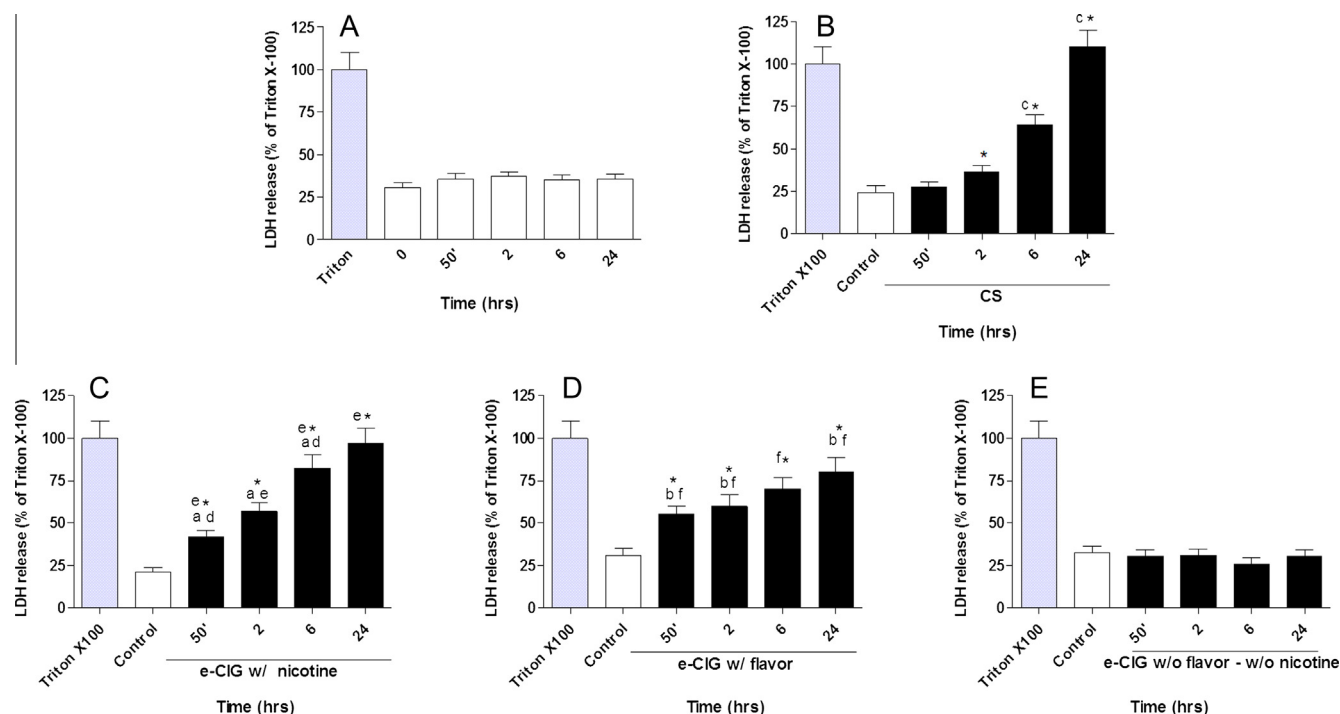 A
LDH release (% of Triton X-100)
125
100
75
50
25
0
Triton
0
50'
2
6
24
Time (hrs)
B
LDH release (% of Triton X-100)
125
100
75
50
25
0
c *
c *
*
Triton X100
Control
50'
2
6
24
CS
Time (hrs)
C
LDH release (% of Triton X-100)
125
100
75
50
25
0
e *
a d
*
a e
e *
a d
e *
Triton X100
Control
50'
2
6
24
e-CIG w/ nicotine
Time (hrs)
D
LDH release (% of Triton X-100)
125
100
75
50
25
0
*
b f
*
b f
f *
*
b f
Triton X100
Control
50'
2
6
24
e-CIG w/ flavor
Time (hrs)
E
LDH release (% of Triton X-100)
125
100
75
50
25
0
Triton X100
Control
50'
2
6
24
e-CIG w/o flavor - w/o nicotine
Time (hrs)